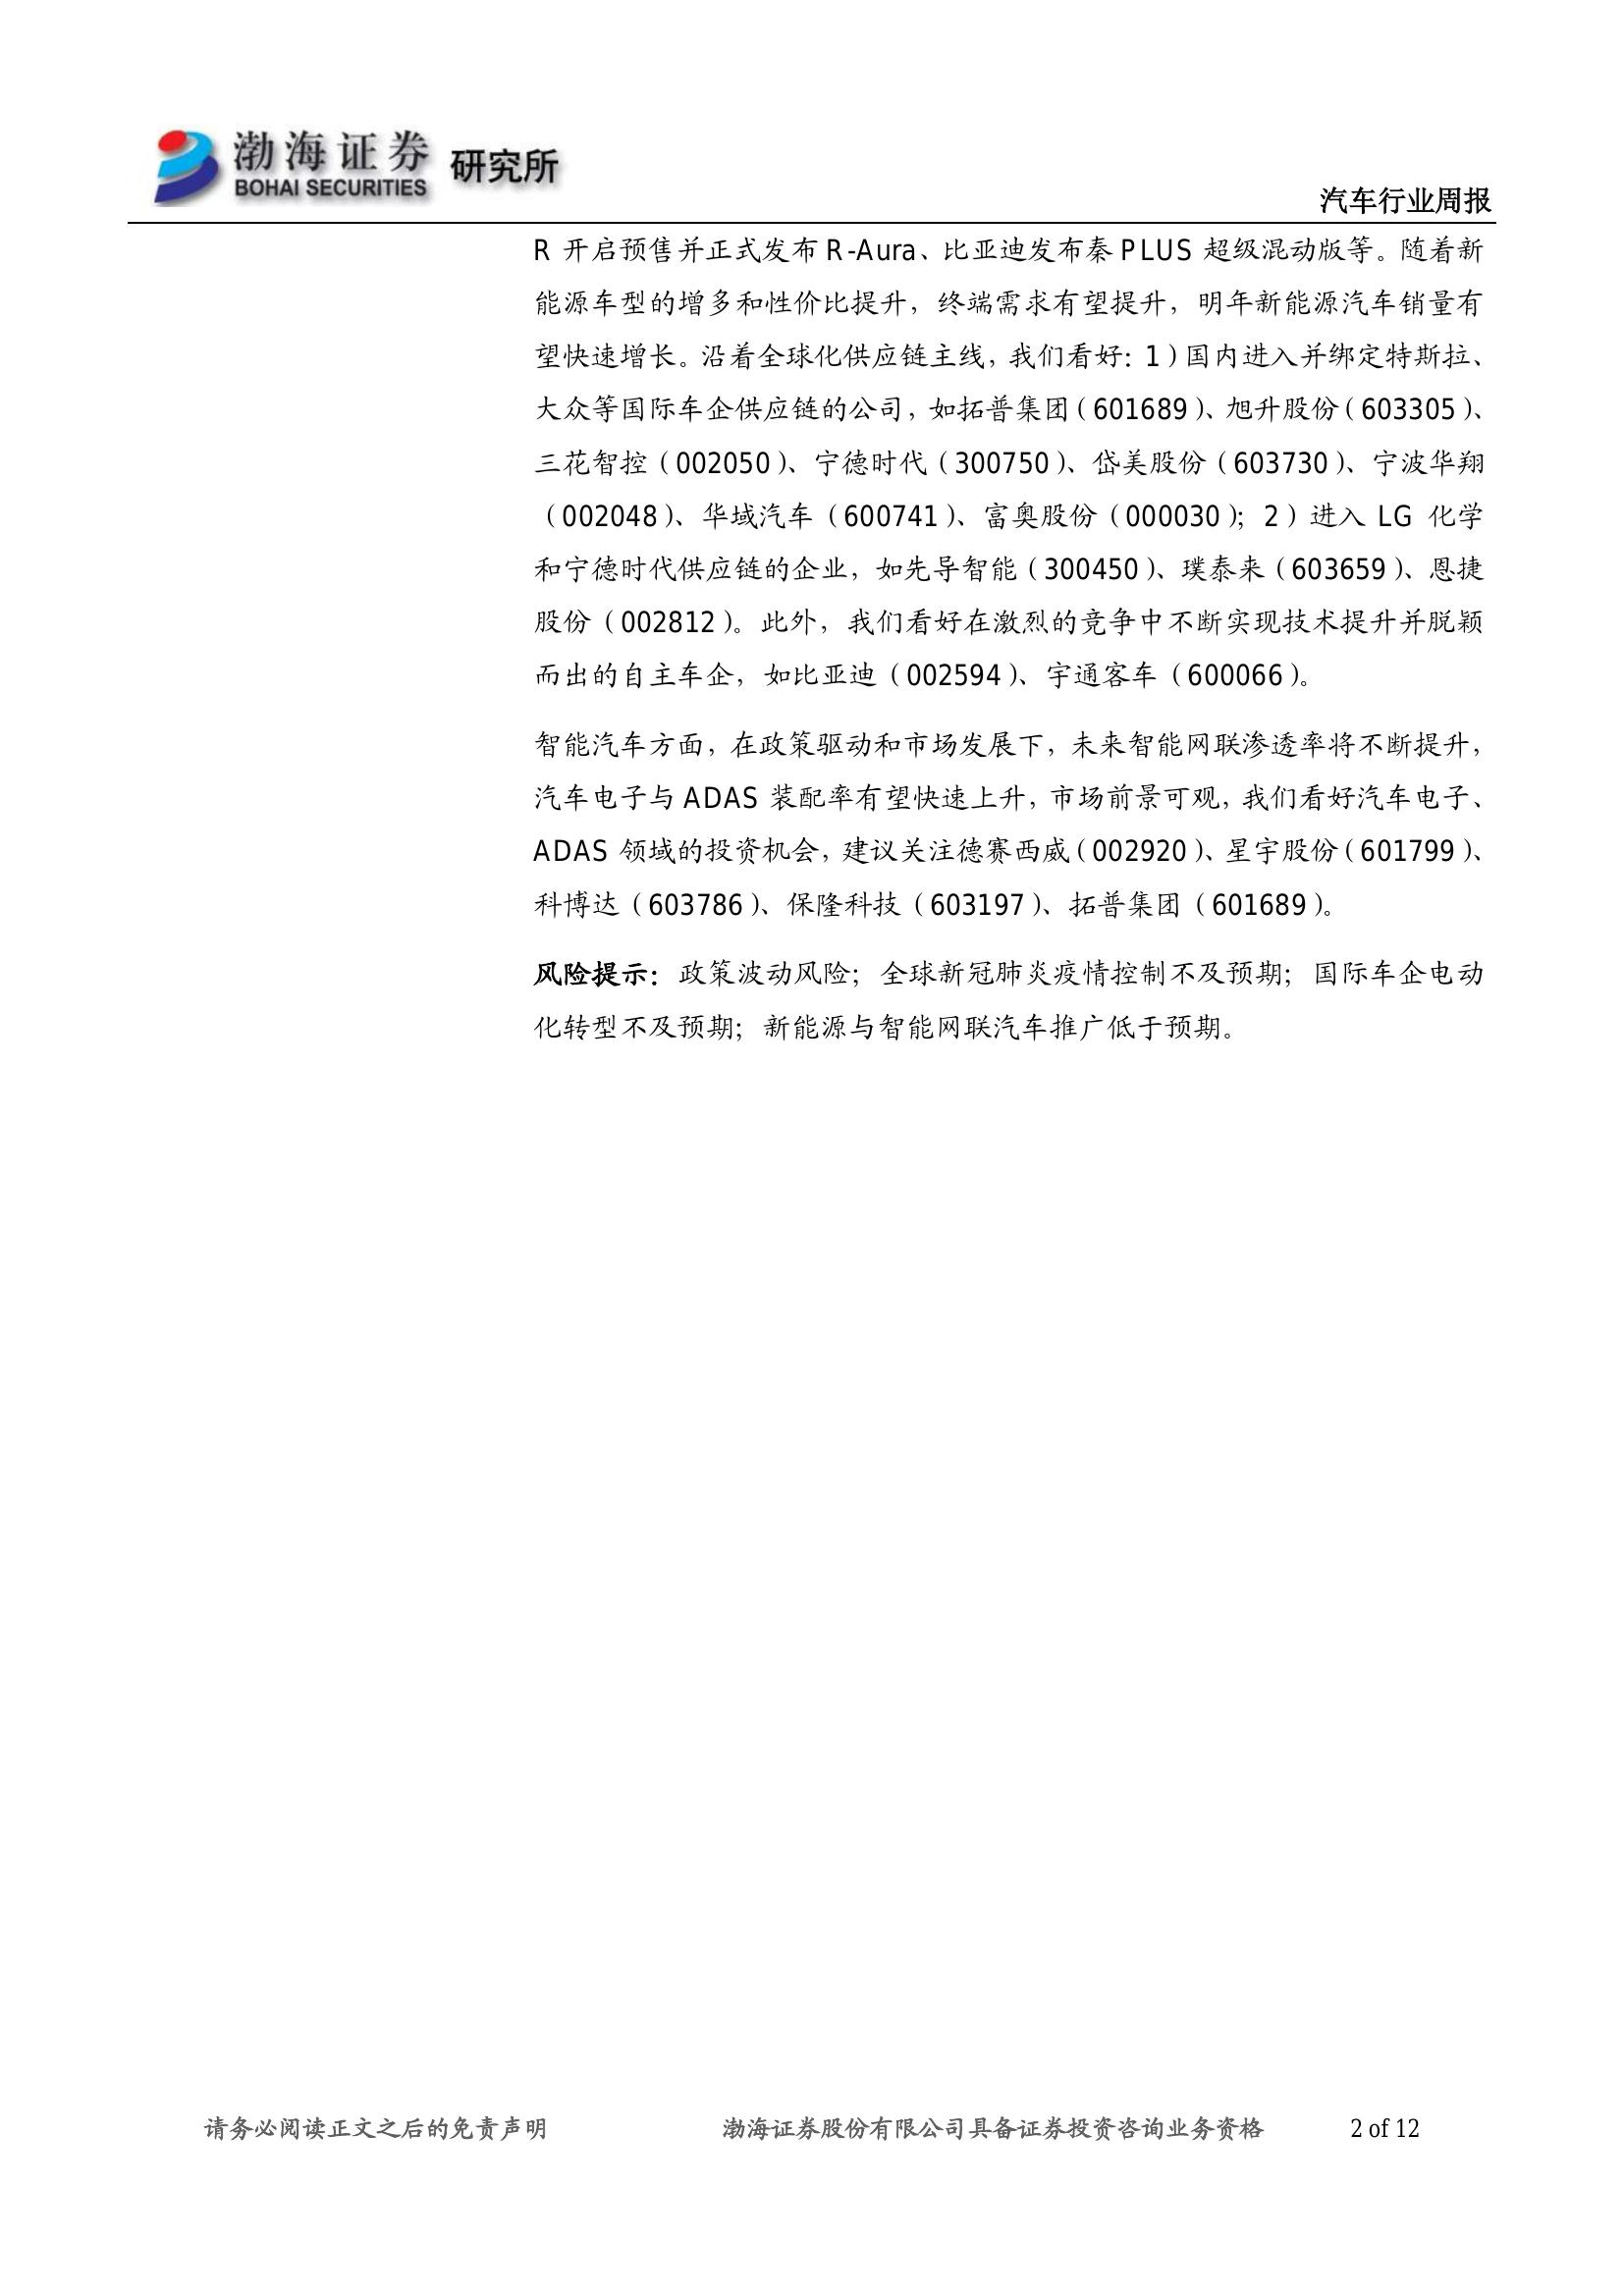 渤海证券 研究所
BOHAI SECURITIES
汽车行业周报
R 开启预售并正式发布 R-Aura、比亚迪发布秦 PLUS 超级混动版等。随着新
能源车型的增多和性价比提升，终端需求有望提升，明年新能源汽车销量有
望快速增长。沿着全球化供应链主线，我们看好：1）国内进入并绑定特斯拉、
大众等国际车企供应链的公司，如拓普集团（601689）、旭升股份（603305）、
三花智控（002050）、宁德时代（300750）、岱美股份（603730）、宁波华翔
（002048）、华域汽车（600741）、富奥股份（000030）；2）进入 LG 化学
和宁德时代供应链的企业，如先导智能（300450）、璞泰来（603659）、恩捷
股份（002812）。此外，我们看好在激烈的竞争中不断实现技术提升并脱颖
而出的自主车企，如比亚迪（002594）、宇通客车（600066）。
智能汽车方面，在政策驱动和市场发展下，未来智能网联渗透率将不断提升，
汽车电子与 ADAS 装配率有望快速上升，市场前景可观，我们看好汽车电子、
ADAS 领域的投资机会，建议关注德赛西威（002920）、星宇股份（601799）、
科博达（603786）、保隆科技（603197）、拓普集团（601689）。
风险提示：政策波动风险；全球新冠肺炎疫情控制不及预期；国际车企电动
化转型不及预期；新能源与智能网联汽车推广低于预期。
请务必阅读正文之后的免责声明 渤海证券股份有限公司具备证券投资咨询业务资格 2 of 12